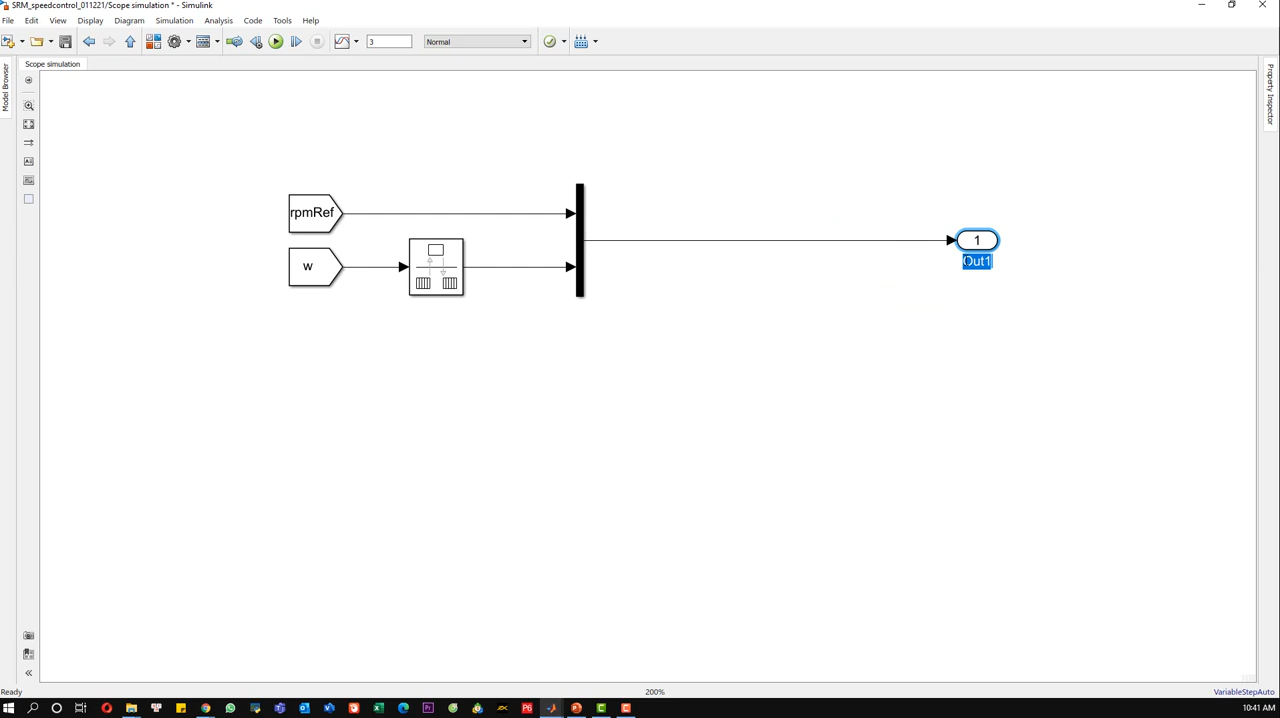 SRM_speedcontrol_011221/Scope simulation * - Simulink
File Edit View Display Diagram Simulation Analysis Code Tools Help
3 Normal
Scope simulation
Model Browser
Property Inspector
rpmRef
w
1
Out1
Ready 200% VariableStepAuto
10:41 AM